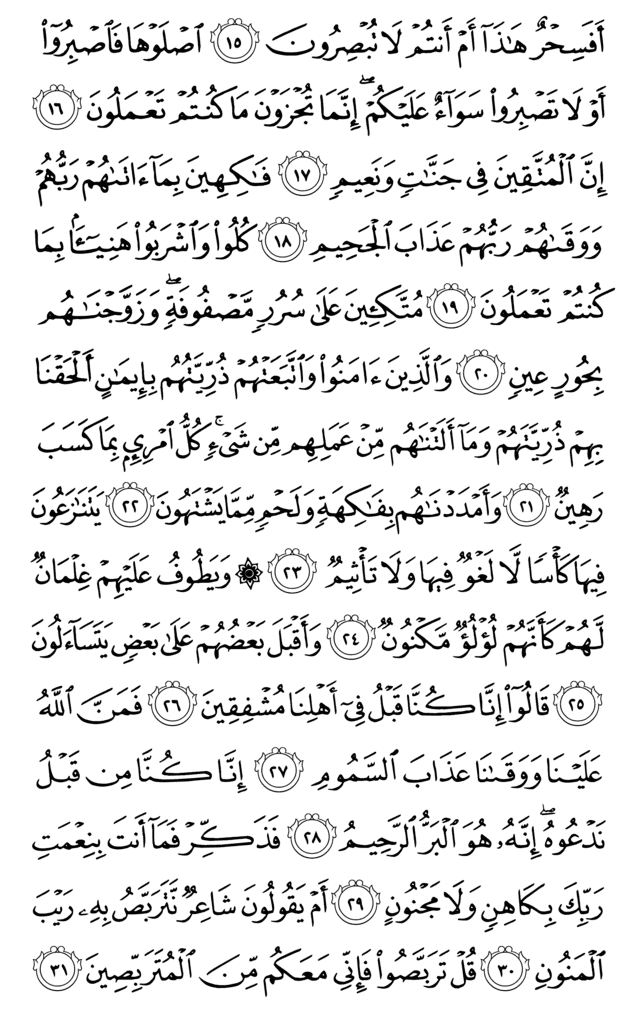 أَفَسِحْرٌ هَٰذَآ أَمْ أَنتُمْ لَا تُبْصِرُونَ ١٥ ٱصْلَوْهَا فَٱصْبِرُوٓا۟
أَوْ لَا تَصْبِرُوا۟ سَوَآءٌ عَلَيْكُمْ ۖ إِنَّمَا تُجْزَوْنَ مَا كُنتُمْ تَعْمَلُونَ ١٦
إِنَّ ٱلْمُتَّقِينَ فِى جَنَّٰتٍ وَنَعِيمٍ ١٧ فَٰكِهِينَ بِمَآ ءَاتَىٰهُمْ رَبُّهُمْ
وَوَقَىٰهُمْ رَبُّهُمْ عَذَابَ ٱلْجَحِيمِ ١٨ كُلُوا۟ وَٱشْرَبُوا۟ هَنِيٓـًٔۢا بِمَا
كُنتُمْ تَعْمَلُونَ ١٩ مُتَّكِـِٔينَ عَلَىٰ سُرُرٍ مَّصْفُوفَةٍ ۖ وَزَوَّجْنَٰهُم
بِحُورٍ عِينٍ ٢٠ وَٱلَّذِينَ ءَامَنُوا۟ وَٱتَّبَعَتْهُمْ ذُرِّيَّتُهُم بِإِيمَٰنٍ أَلْحَقْنَا
بِهِمْ ذُرِّيَّتَهُمْ وَمَآ أَلَتْنَٰهُم مِّنْ عَمَلِهِم مِّن شَىْءٍ ۚ كُلُّ ٱمْرِئٍۭ بِمَا كَسَبَ
رَهِينٌ ٢١ وَأَمْدَدْنَٰهُم بِفَٰكِهَةٍ وَلَحْمٍ مِّمَّا يَشْتَهُونَ ٢٢ يَتَنَٰزَعُونَ
فِيهَا كَأْسًا لَّا لَغْوٌ فِيهَا وَلَا تَأْثِيمٌ ٢٣ ۞ وَيَطُوفُ عَلَيْهِمْ غِلْمَانٌ
لَّهُمْ كَأَنَّهُمْ لُؤْلُؤٌ مَّكْنُونٌ ٢٤ وَأَقْبَلَ بَعْضُهُمْ عَلَىٰ بَعْضٍ يَتَسَآءَلُونَ
٢٥ قَالُوٓا۟ إِنَّا كُنَّا قَبْلُ فِىٓ أَهْلِنَا مُشْفِقِينَ ٢٦ فَمَنَّ ٱللَّهُ
عَلَيْنَا وَوَقَىٰنَا عَذَابَ ٱلسَّمُومِ ٢٧ إِنَّا كُنَّا مِن قَبْلُ
نَدْعُوهُ ۖ إِنَّهُۥ هُوَ ٱلْبَرُّ ٱلرَّحِيمُ ٢٨ فَذَكِّرْ فَمَآ أَنتَ بِنِعْمَتِ
رَبِّكَ بِكَاهِنٍ وَلَا مَجْنُونٍ ٢٩ أَمْ يَقُولُونَ شَاعِرٌ نَّتَرَبَّصُ بِهِۦ رَيْبَ
ٱلْمَنُونِ ٣٠ قُلْ تَرَبَّصُوا۟ فَإِنِّى مَعَكُم مِّنَ ٱلْمُتَرَبِّصِينَ ٣١